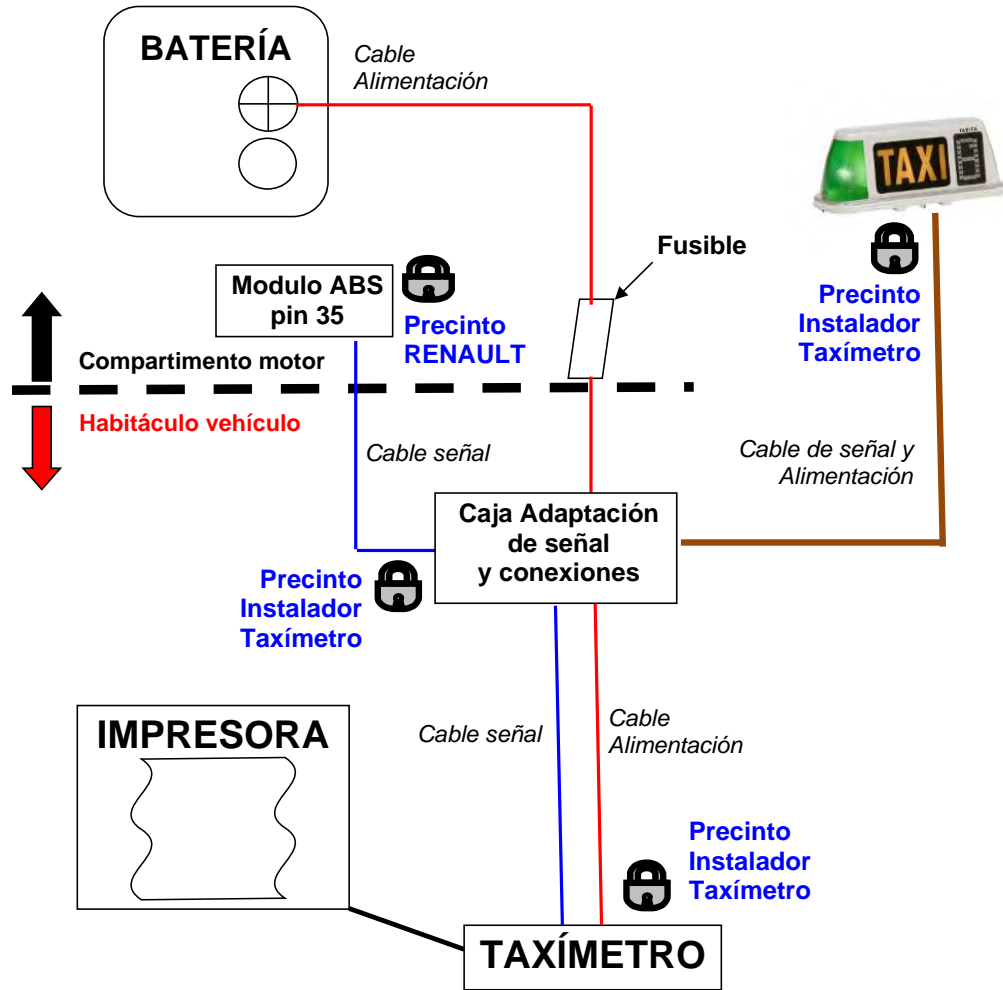 BATERÍA
Cable
Alimentación
TAXI
Fusible
Modulo ABS
pin 35
Precinto
RENAULT
Precinto
Instalador
Taxímetro
Compartimento motor
Habitáculo vehículo
Cable señal
Cable de señal y
Alimentación
Caja Adaptación
de señal
y conexiones
Precinto
Instalador
Taxímetro
IMPRESORA
Cable señal
Cable
Alimentación
Precinto
Instalador
Taxímetro
TAXÍMETRO